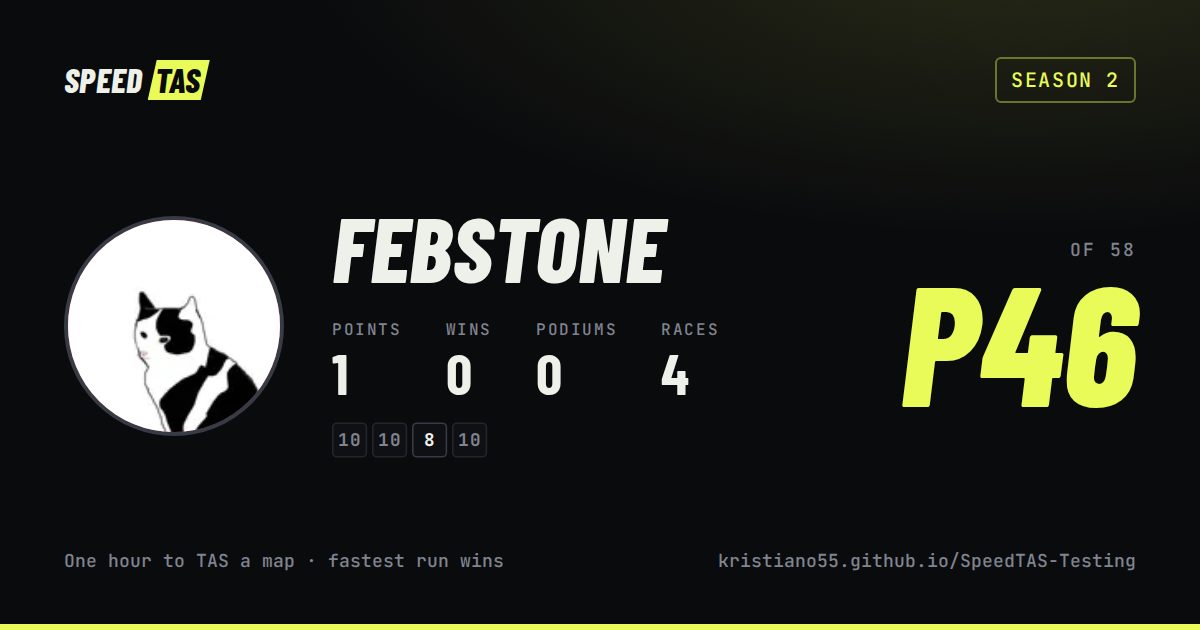 SPEED TAS
SEASON 2
FEBSTONE
OF 58
P46
POINTS WINS PODIUMS RACES
1 0 0 4
10 10 8 10
One hour to TAS a map · fastest run wins
kristiano55.github.io/SpeedTAS-Testing